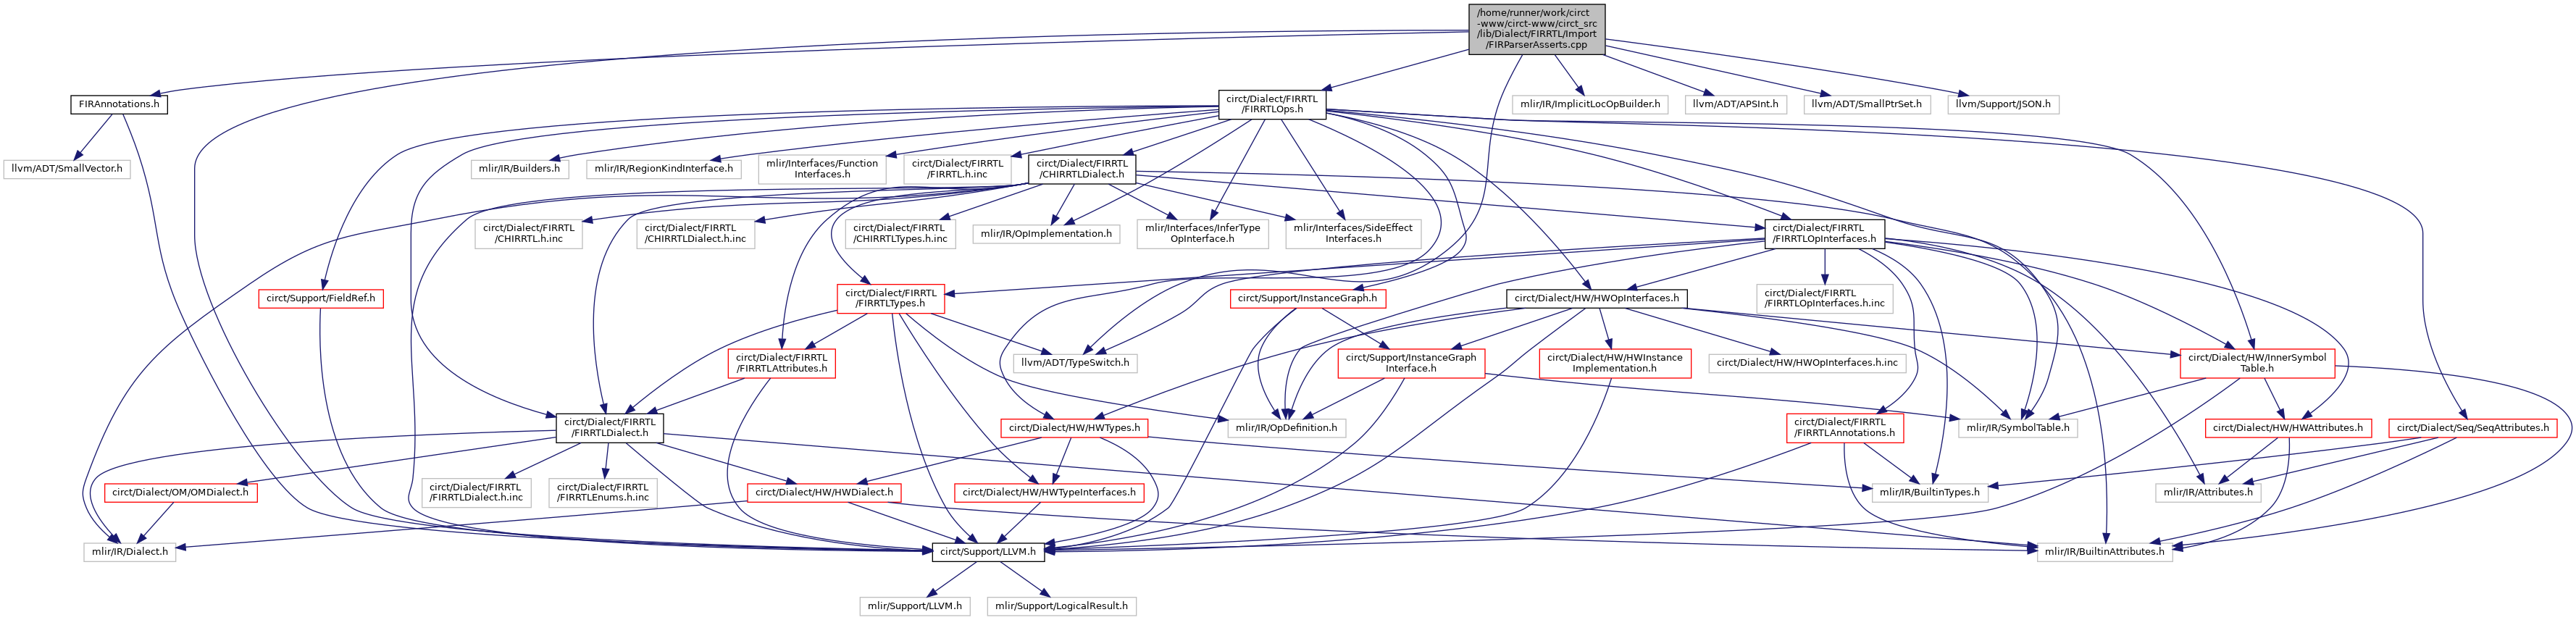 /home/runner/work/circt
-www/circt-www/circt_src
/lib/Dialect/FIRRTL/Import
/FIRParserAsserts.cpp
FIRAnnotations.h
circt/Dialect/FIRRTL
/FIRRTLOps.h
mlir/IR/ImplicitLocOpBuilder.h
llvm/ADT/APSInt.h
llvm/ADT/SmallPtrSet.h
llvm/Support/JSON.h
llvm/ADT/SmallVector.h
mlir/IR/Builders.h
mlir/IR/RegionKindInterface.h
mlir/Interfaces/Function
Interfaces.h
circt/Dialect/FIRRTL
/FIRRTL.h.inc
circt/Dialect/FIRRTL
/CHIRRTLDialect.h
circt/Dialect/FIRRTL
/CHIRRTL.h.inc
circt/Dialect/FIRRTL
/CHIRRTLDialect.h.inc
circt/Dialect/FIRRTL
/CHIRRTLTypes.h.inc
mlir/IR/OpImplementation.h
mlir/Interfaces/InferType
OpInterface.h
mlir/Interfaces/SideEffect
Interfaces.h
circt/Dialect/FIRRTL
/FIRRTLOpInterfaces.h
circt/Support/FieldRef.h
circt/Dialect/FIRRTL
/FIRRTLTypes.h
circt/Support/InstanceGraph.h
circt/Dialect/HW/HWOpInterfaces.h
circt/Dialect/FIRRTL
/FIRRTLOpInterfaces.h.inc
circt/Dialect/FIRRTL
/FIRRTLAttributes.h
llvm/ADT/TypeSwitch.h
circt/Support/InstanceGraph
Interface.h
circt/Dialect/HW/HWInstance
Implementation.h
circt/Dialect/HW/HWOpInterfaces.h.inc
circt/Dialect/HW/InnerSymbol
Table.h
circt/Dialect/FIRRTL
/FIRRTLDialect.h
circt/Dialect/HW/HWTypes.h
mlir/IR/OpDefinition.h
circt/Dialect/FIRRTL
/FIRRTLAnnotations.h
mlir/IR/SymbolTable.h
circt/Dialect/HW/HWAttributes.h
circt/Dialect/Seq/SeqAttributes.h
circt/Dialect/OM/OMDialect.h
circt/Dialect/FIRRTL
/FIRRTLDialect.h.inc
circt/Dialect/FIRRTL
/FIRRTLEnums.h.inc
circt/Dialect/HW/HWDialect.h
circt/Dialect/HW/HWTypeInterfaces.h
mlir/IR/BuiltinTypes.h
mlir/IR/Attributes.h
mlir/IR/Dialect.h
circt/Support/LLVM.h
mlir/IR/BuiltinAttributes.h
mlir/Support/LLVM.h
mlir/Support/LogicalResult.h